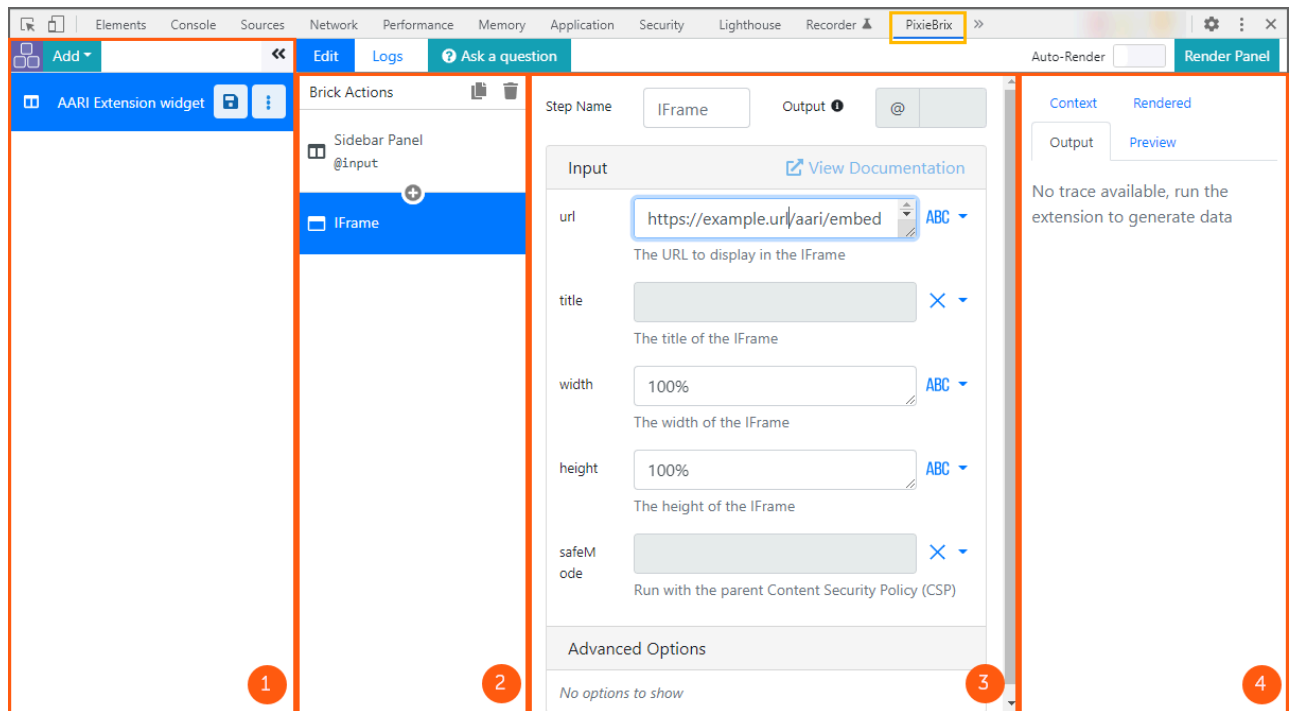 Elements Console Sources Network Performance Memory Application Security Lighthouse Recorder PixieBrix »
Add Edit Logs Ask a question Auto-Render Render Panel
AARI Extension widget
1
Brick Actions
Sidebar Panel
@input
IFrame
2
Step Name IFrame Output @
Input View Documentation
url https://example.url/aari/embed ABC
The URL to display in the IFrame
title
The title of the IFrame
width 100% ABC
The width of the IFrame
height 100% ABC
The height of the IFrame
safeM
ode
Run with the parent Content Security Policy (CSP)
Advanced Options
No options to show
3
Context Rendered
Output Preview
No trace available, run the
extension to generate data
4